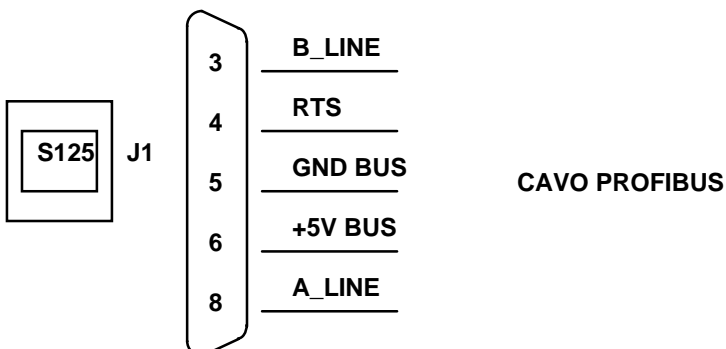 3 B_LINE
4 RTS
S125 J1
5 GND BUS
CAVO PROFIBUS
6 +5V BUS
8 A_LINE